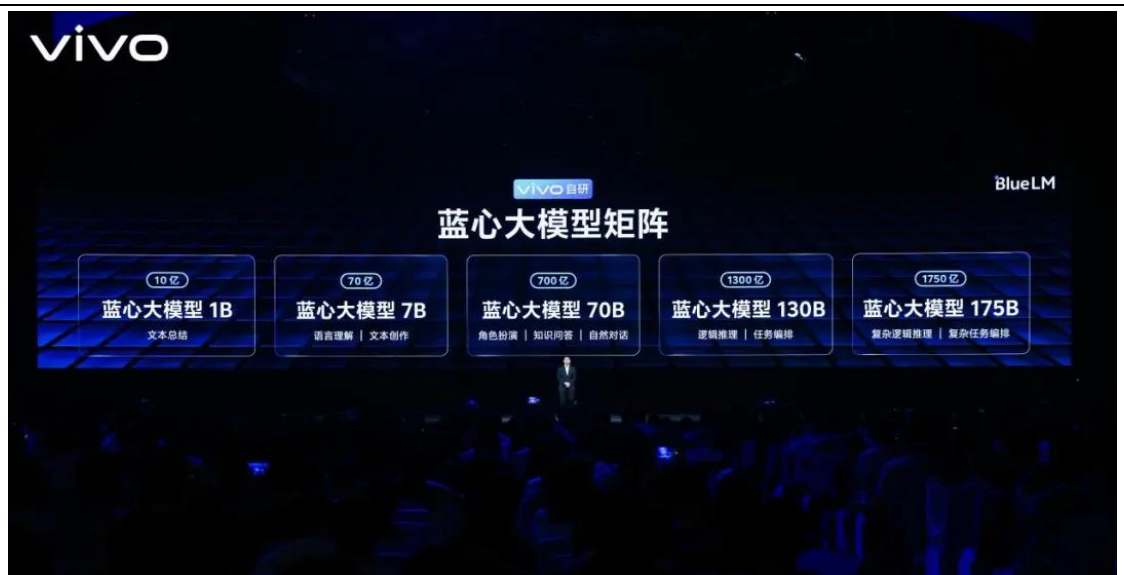 vivo
vivo自研
BlueLM
蓝心大模型矩阵
10亿
蓝心大模型 1B
文本总结
70亿
蓝心大模型 7B
语言理解 | 文本创作
700亿
蓝心大模型 70B
角色扮演 | 知识问答 | 自然对话
1300亿
蓝心大模型 130B
逻辑推理 | 任务编排
1750亿
蓝心大模型 175B
复杂逻辑推理 | 复杂任务编排